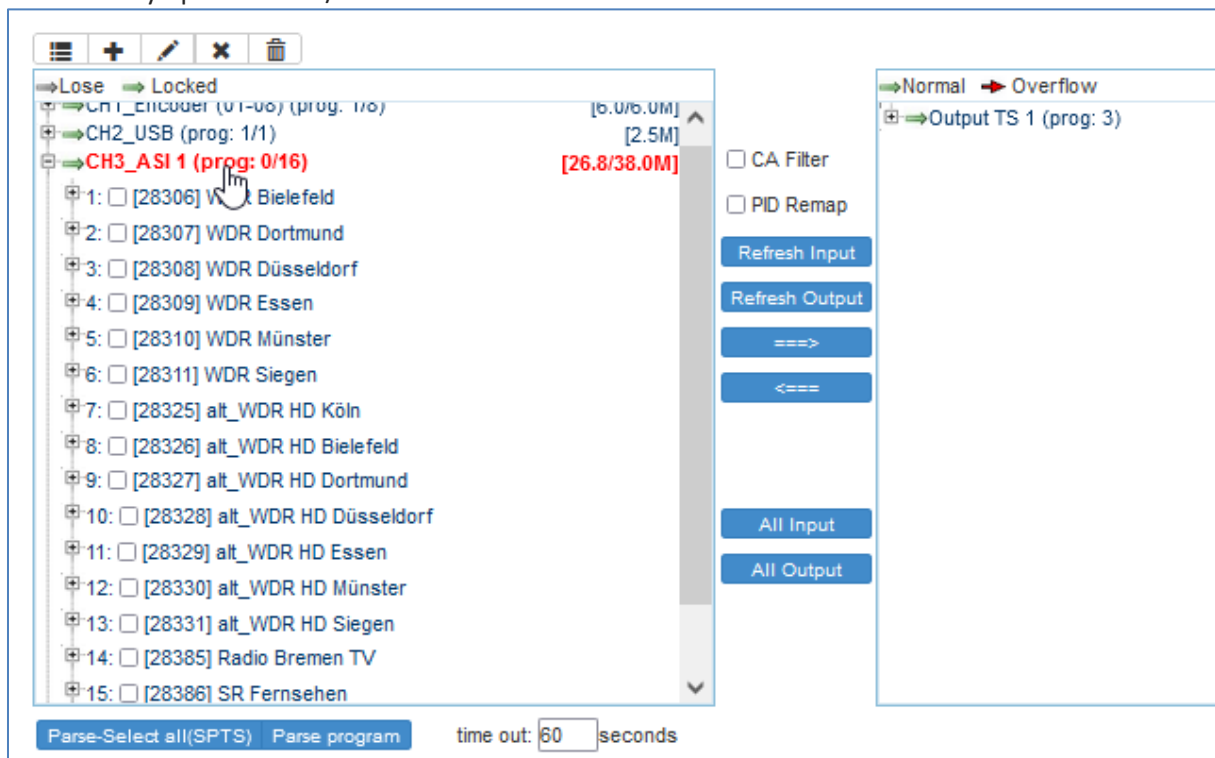 Lose Locked
CH1_Encoder (01-08) (prog: 1/8) [6.0/6.0M]
CH2_USB (prog: 1/1) [2.5M]
CH3_ASI 1 (prog: 0/16) [26.8/38.0M]
1: [28306] WDR Bielefeld
2: [28307] WDR Dortmund
3: [28308] WDR Düsseldorf
4: [28309] WDR Essen
5: [28310] WDR Münster
6: [28311] WDR Siegen
7: [28325] alt_WDR HD Köln
8: [28326] alt_WDR HD Bielefeld
9: [28327] alt_WDR HD Dortmund
10: [28328] alt_WDR HD Düsseldorf
11: [28329] alt_WDR HD Essen
12: [28330] alt_WDR HD Münster
13: [28331] alt_WDR HD Siegen
14: [28385] Radio Bremen TV
15: [28386] SR Fernsehen
Parse-Select all(SPTS) Parse program time out: 60 seconds
CA Filter
PID Remap
Refresh Input
Refresh Output
===>
<===
All Input
All Output
Normal Overflow
Output TS 1 (prog: 3)